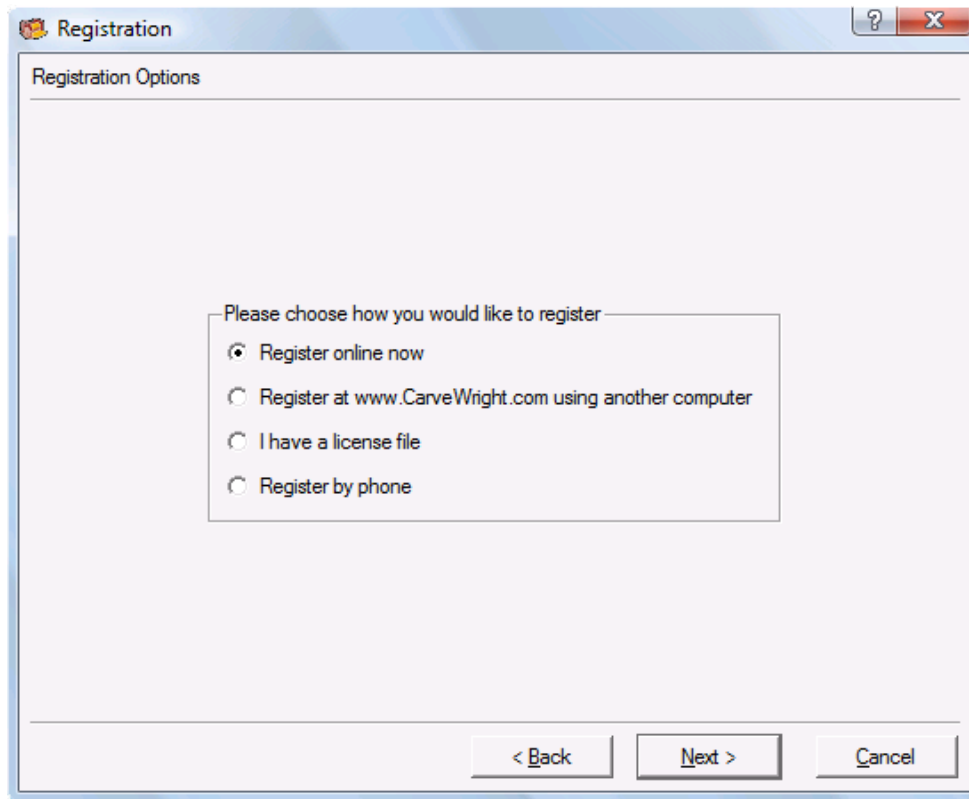 Registration
?
X
Registration Options
Please choose how you would like to register
Register online now
Register at www.CarveWright.com using another computer
I have a license file
Register by phone
< Back
Next >
Cancel